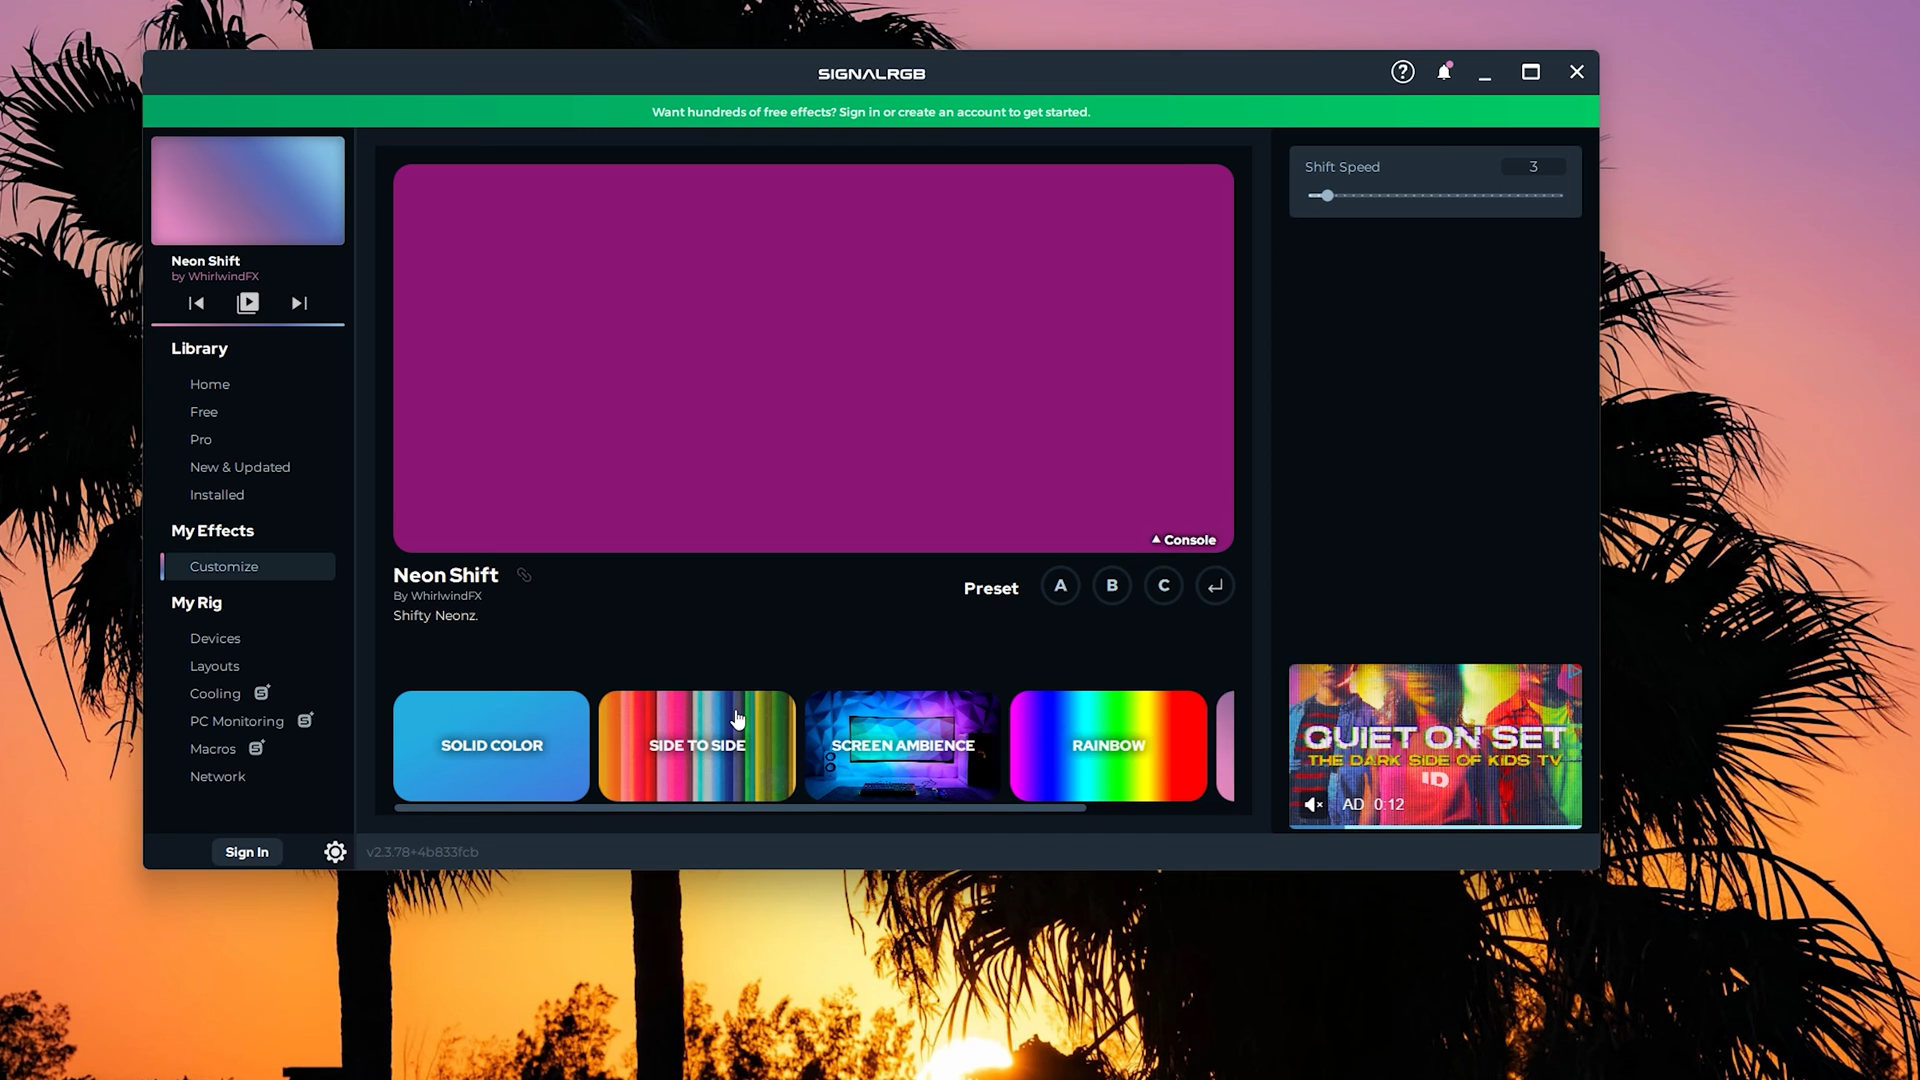 SIGNALRGB
Want hundreds of free effects? Sign in or create an account to get started.
Neon Shift
by WhirlwindFX
Library
Home
Free
Pro
New & Updated
Installed
My Effects
Customize
My Rig
Devices
Layouts
Cooling
PC Monitoring
Macros
Network
Sign In
Console
Neon Shift
By WhirlwindFX
Shifty Neonz.
Preset
A
B
C
SOLID COLOR
SIDE TO SIDE
SCREEN AMBIENCE
RAINBOW
v2.3.78+4b833fcb
Shift Speed
3
QUIET ON SET
THE DARK SIDE OF KIDS TV
ID
AD 0:12